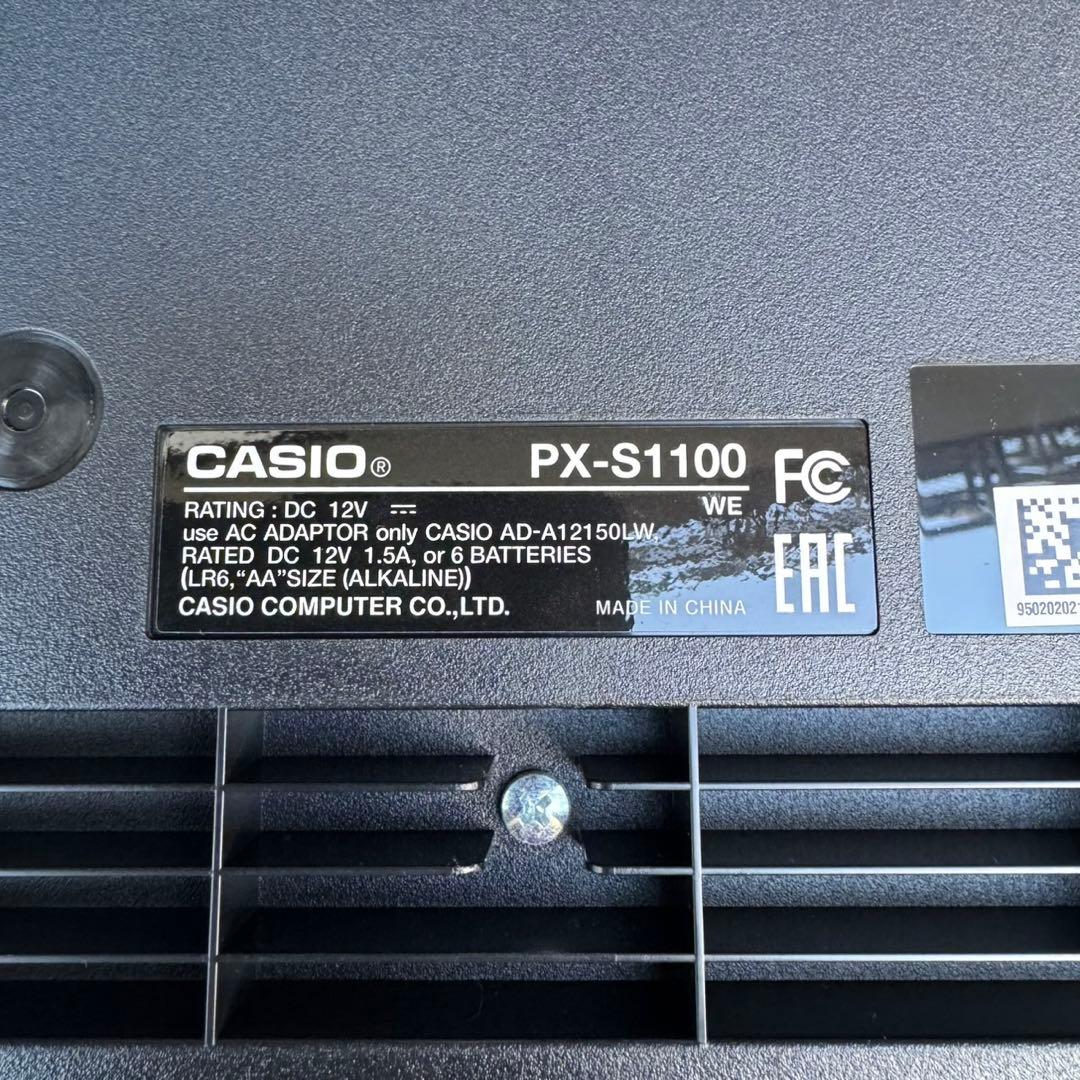 CASIO® PX-S1100 FC
RATING : DC 12V ⎓ WE
use AC ADAPTOR only CASIO AD-A12150LW,
RATED DC 12V 1.5A, or 6 BATTERIES
(LR6,“AA”SIZE (ALKALINE))
CASIO COMPUTER CO.,LTD. MADE IN CHINA EAC